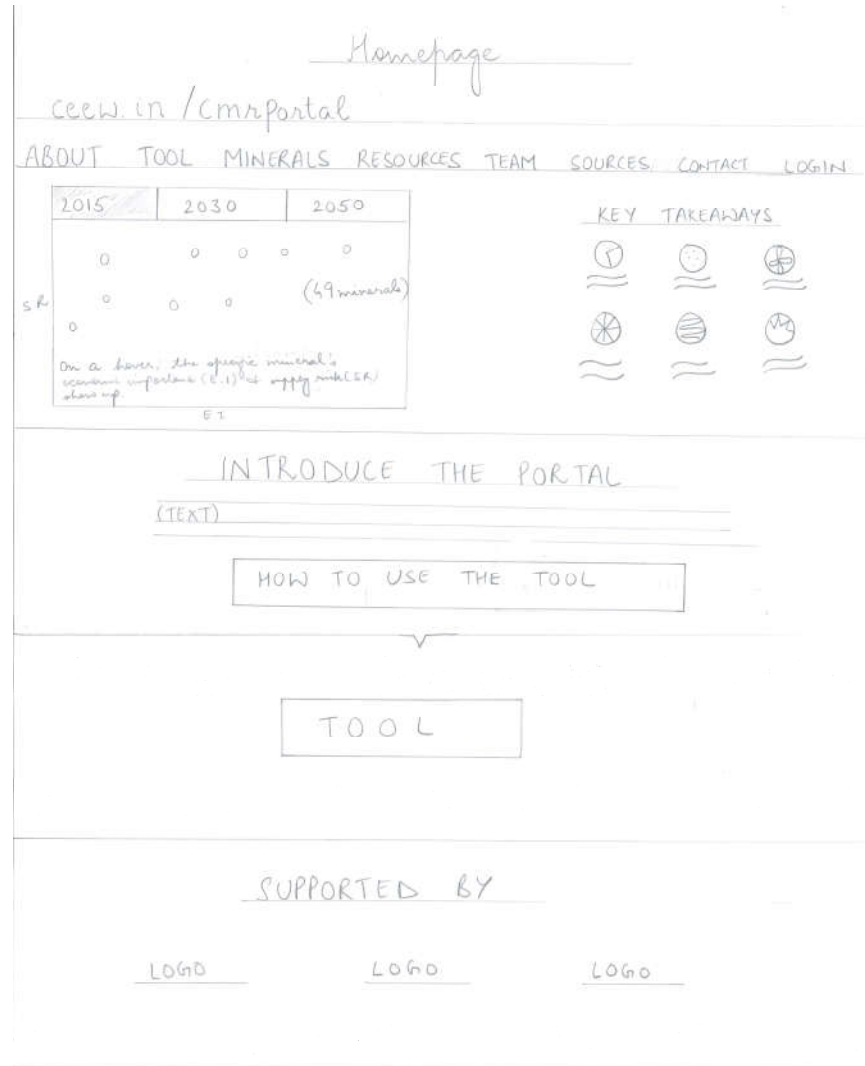 Homepage
ceew.in/cmrportal
ABOUT TOOL MINERALS RESOURCES TEAM SOURCES CONTACT LOGIN
2015 2030 2050
KEY TAKEAWAYS
(49 minerals)
SR
On a hover, the specific mineral's
economic importance (E.I) & supply risk (SR)
shows up.
EI
INTRODUCE THE PORTAL
(TEXT)
HOW TO USE THE TOOL
TOOL
SUPPORTED BY
LOGO LOGO LOGO